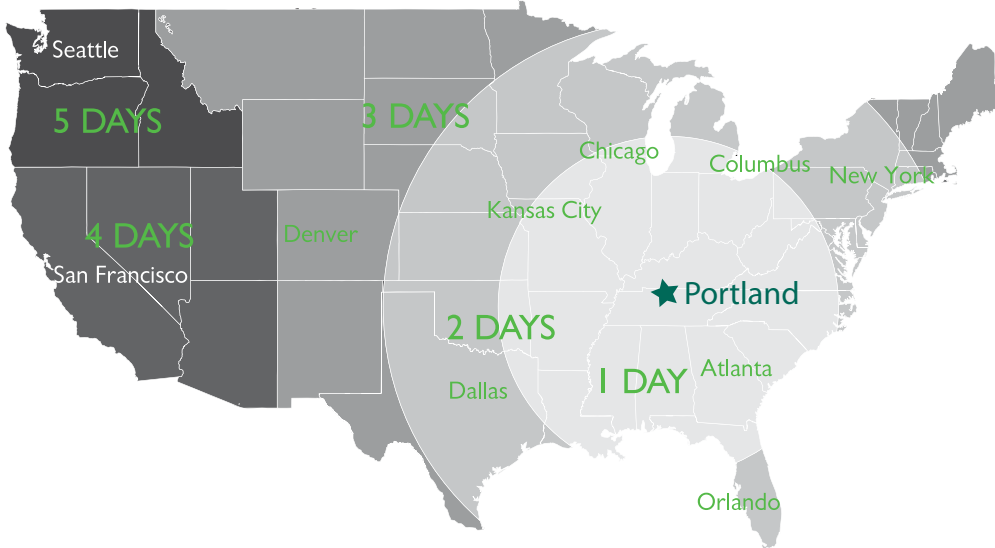 Seattle
5 DAYS
3 DAYS
Chicago
Columbus
New York
Kansas City
4 DAYS
Denver
San Francisco
Portland
2 DAYS
1 DAY
Atlanta
Dallas
Orlando